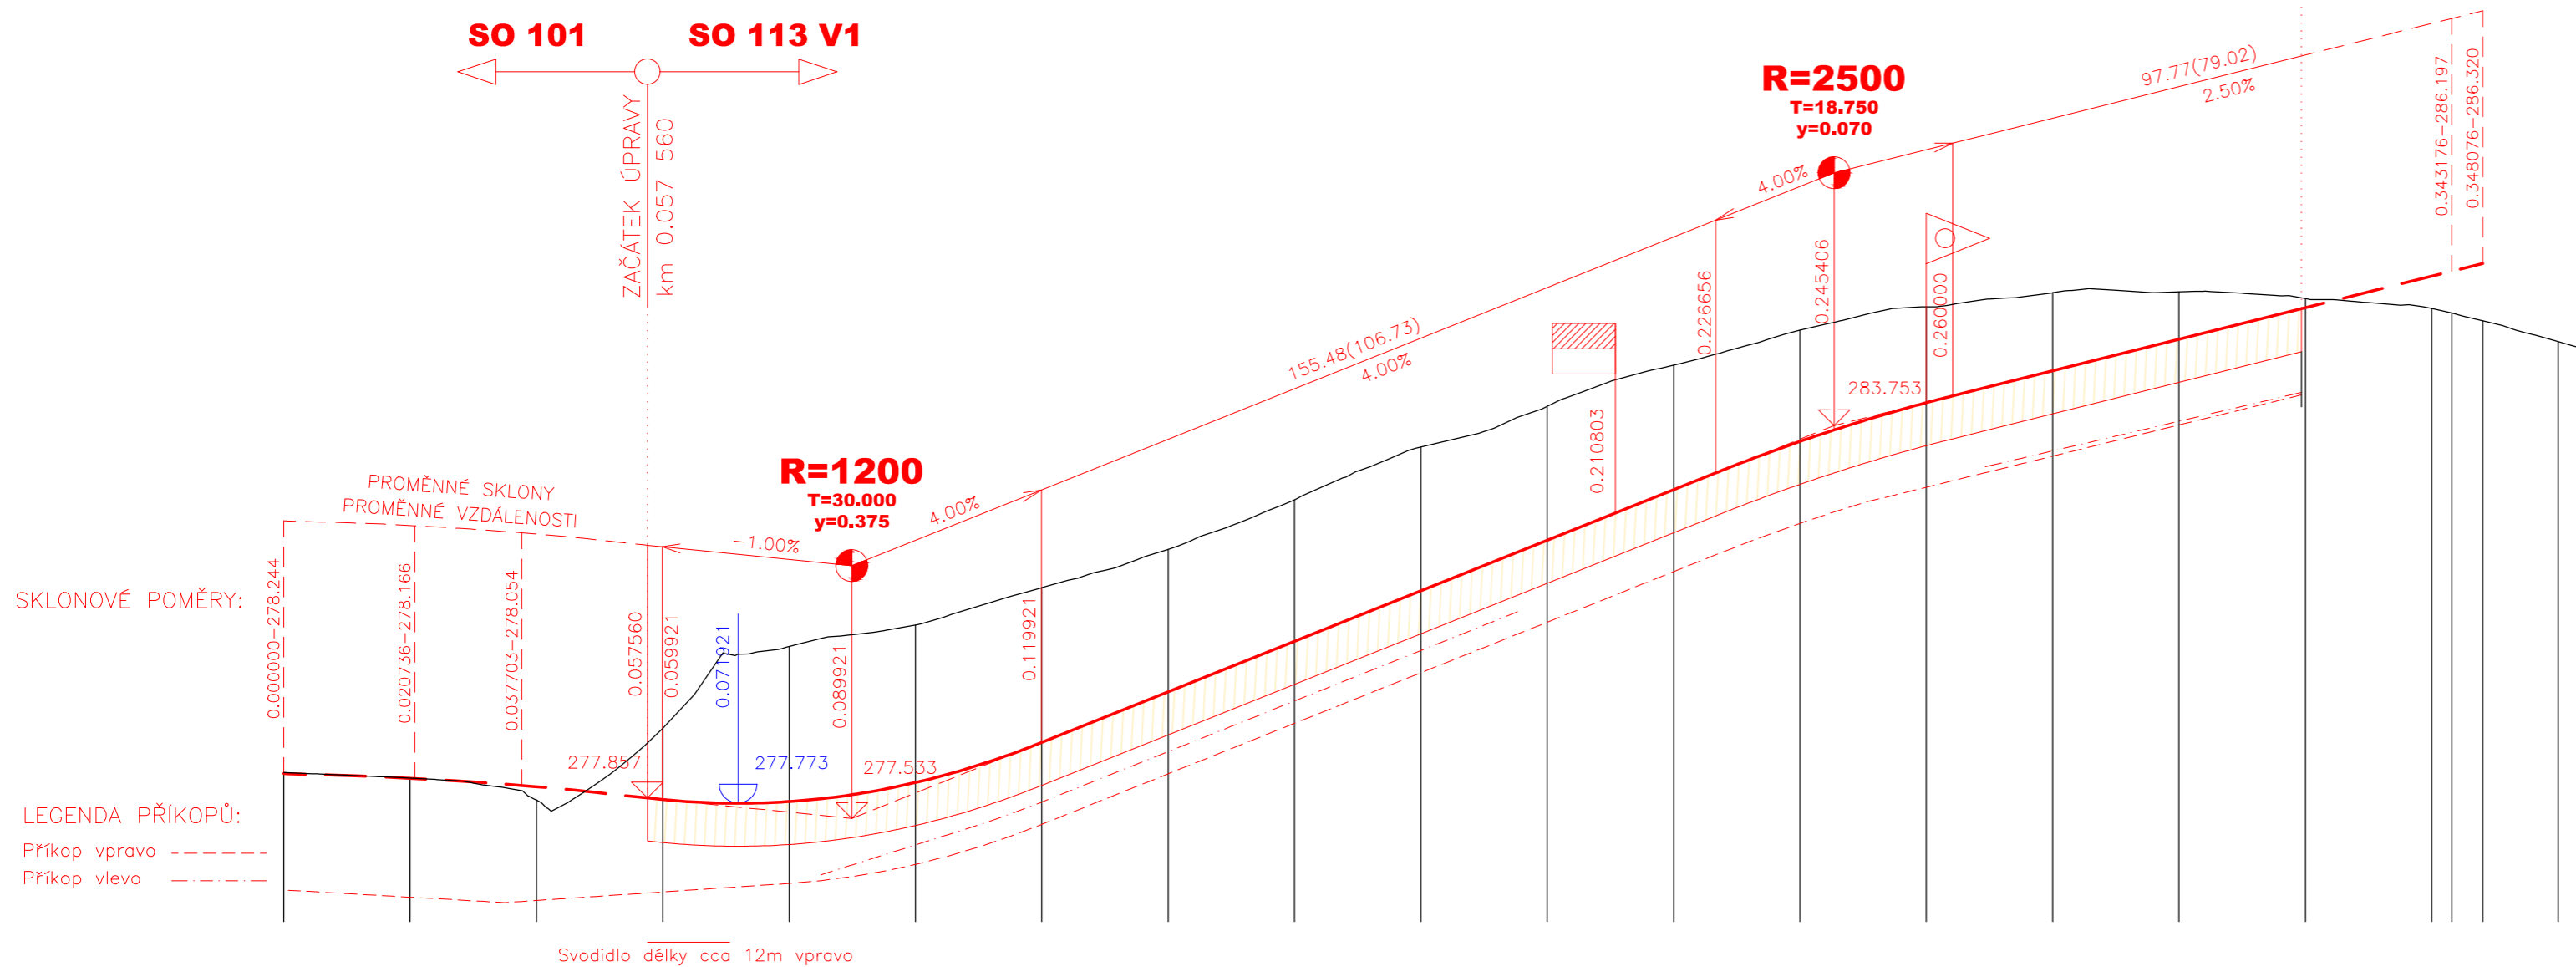 SO 101
SO 113 V1
ZAČÁTEK ÚPRAVY
km 0.057 560
R=2500
T=18.750
y=0.070
97.77(79.02)
2.50%
0.343176-286.197
0.348076-286.320
4.00%
0.226656
0.245406
0.260000
283.753
155.48(106.73)
4.00%
0.210803
R=1200
T=30.000
y=0.375
4.00%
-1.00%
PROMĚNNÉ SKLONY
PROMĚNNÉ VZDÁLENOSTI
SKLONOVÉ POMĚRY:
0.000000-278.244
0.020736-278.166
0.037703-278.054
0.057560
0.059921
0.071921
0.089921
0.119921
277.857
277.773
277.533
LEGENDA PŘÍKOPŮ:
Příkop vpravo
Příkop vlevo
Svodidlo délky cca 12m vpravo